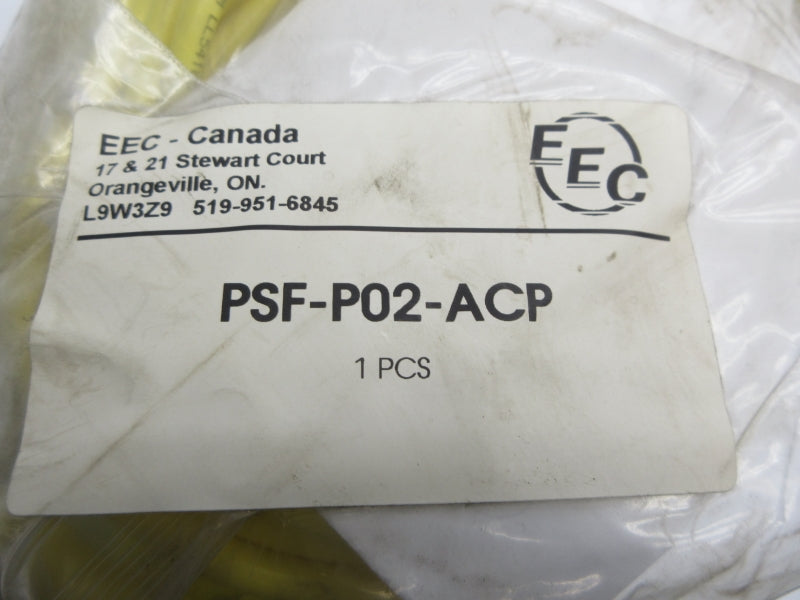 EEC - Canada
17 & 21 Stewart Court
Orangeville, ON.
L9W3Z9 519-951-6845
EEC
PSF-P02-ACP
1 PCS